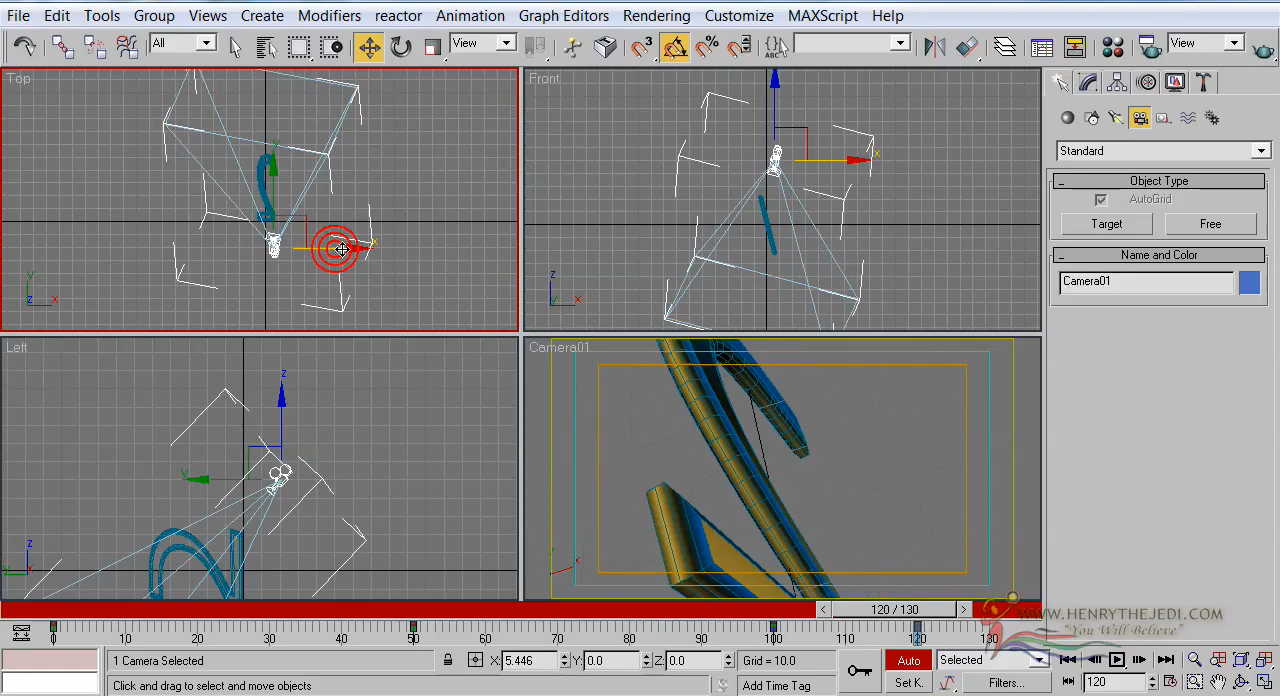 File Edit Tools Group Views Create Modifiers reactor Animation Graph Editors Rendering Customize MAXScript Help
All View 3 % {} ABC View
Top Front
Left Camera01
y z x
z x
z y
Standard
- Object Type
AutoGrid
Target Free
- Name and Color
Camera01
< 120 / 130 >
0 10 20 30 40 50 60 70 80 90 100 110 120 130
WWW.HENRYTHEJEDI.COM
"You Will Believe"
1 Camera Selected X: 5.446 Y: 0.0 Z: 0.0 Grid = 10.0 Auto Selected
Click and drag to select and move objects Add Time Tag Set K. Filters... 120